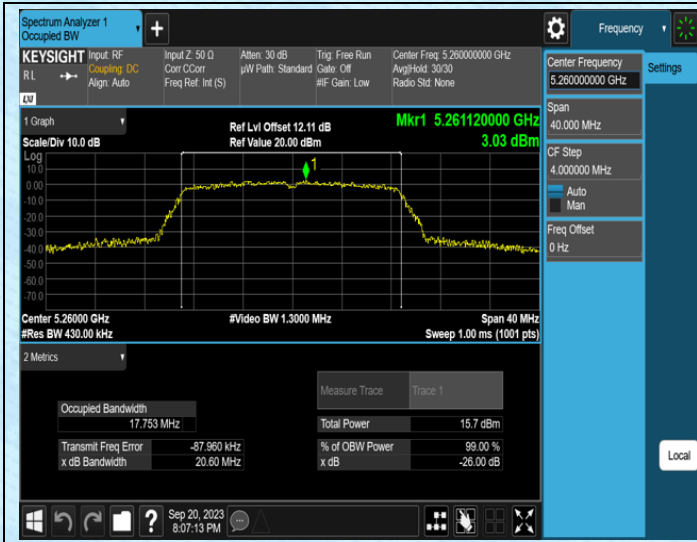 Spectrum Analyzer 1
Occupied BW
Frequency
KEYSIGHT
Input: RF
Input Z: 50 Ω
Atten: 30 dB
Trig: Free Run
Center Freq: 5.260000000 GHz
RL
Coupling: DC
Corr CCorr
µW Path: Standard
Gate: Off
Avg|Hold: 30/30
Align: Auto
Freq Ref: Int (S)
#IF Gain: Low
Radio Std: None
LXI
Center Frequency
5.260000000 GHz
Settings
Span
40.000 MHz
CF Step
4.000000 MHz
Auto
Man
Freq Offset
0 Hz
1 Graph
Ref Lvl Offset 12.11 dB
Mkr1 5.261120000 GHz
Scale/Div 10.0 dB
Ref Value 20.00 dBm
3.03 dBm
Log
1
10.0
0.00
-10.0
-20.0
-30.0
-40.0
-50.0
-60.0
-70.0
Center 5.26000 GHz
#Video BW 1.3000 MHz
Span 40 MHz
#Res BW 430.00 kHz
Sweep 1.00 ms (1001 pts)
2 Metrics
Measure Trace
Trace 1
Occupied Bandwidth
17.753 MHz
Total Power
15.7 dBm
Transmit Freq Error
-87.960 kHz
% of OBW Power
99.00 %
x dB Bandwidth
20.60 MHz
x dB
-26.00 dB
Local
Sep 20, 2023
8:07:13 PM